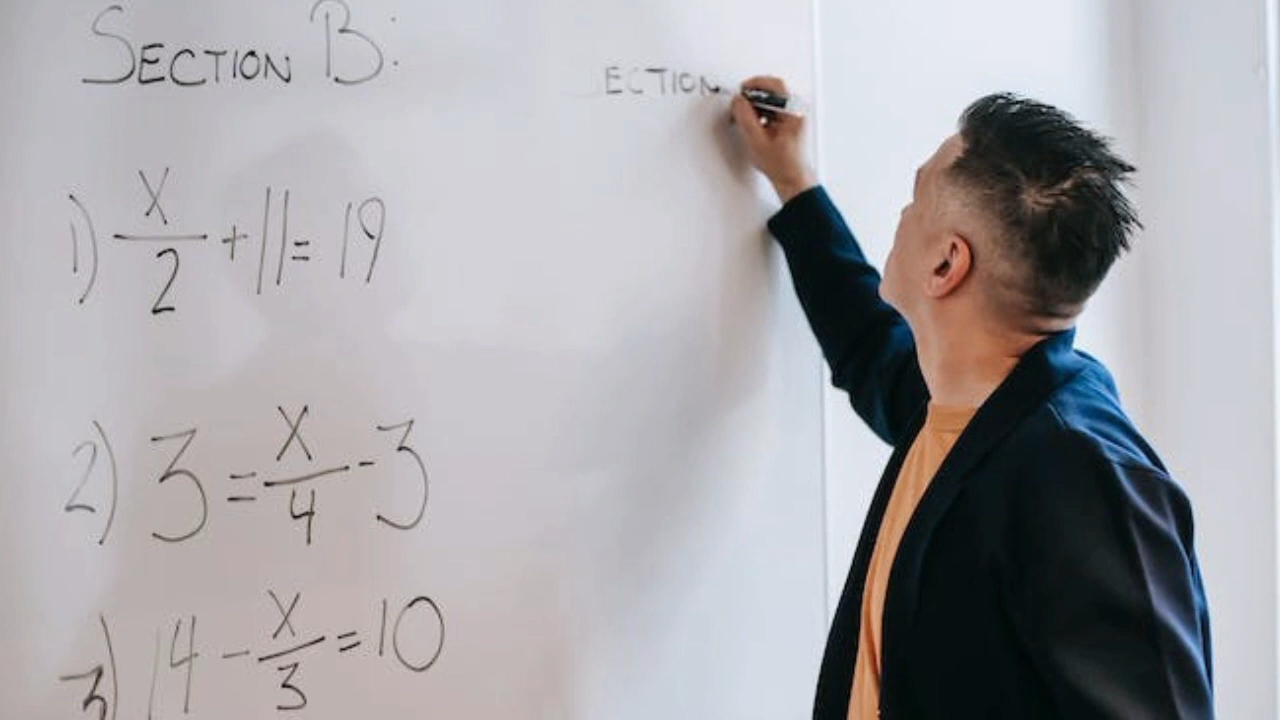 SECTION B:
1) x/2 + 11 = 19
2) 3 = x/4 - 3
3) 14 - x/3 = 10
ECTION